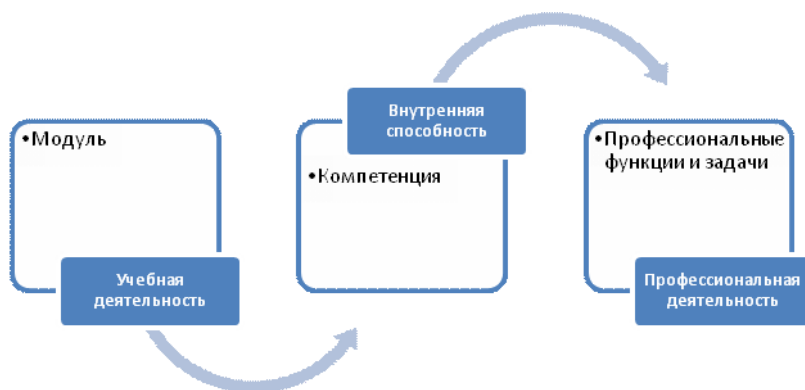 •Модуль
Учебная
деятельность
Внутренняя
способность
•Компетенция
•Профессиональные
функции и задачи
Профессиональная
деятельность